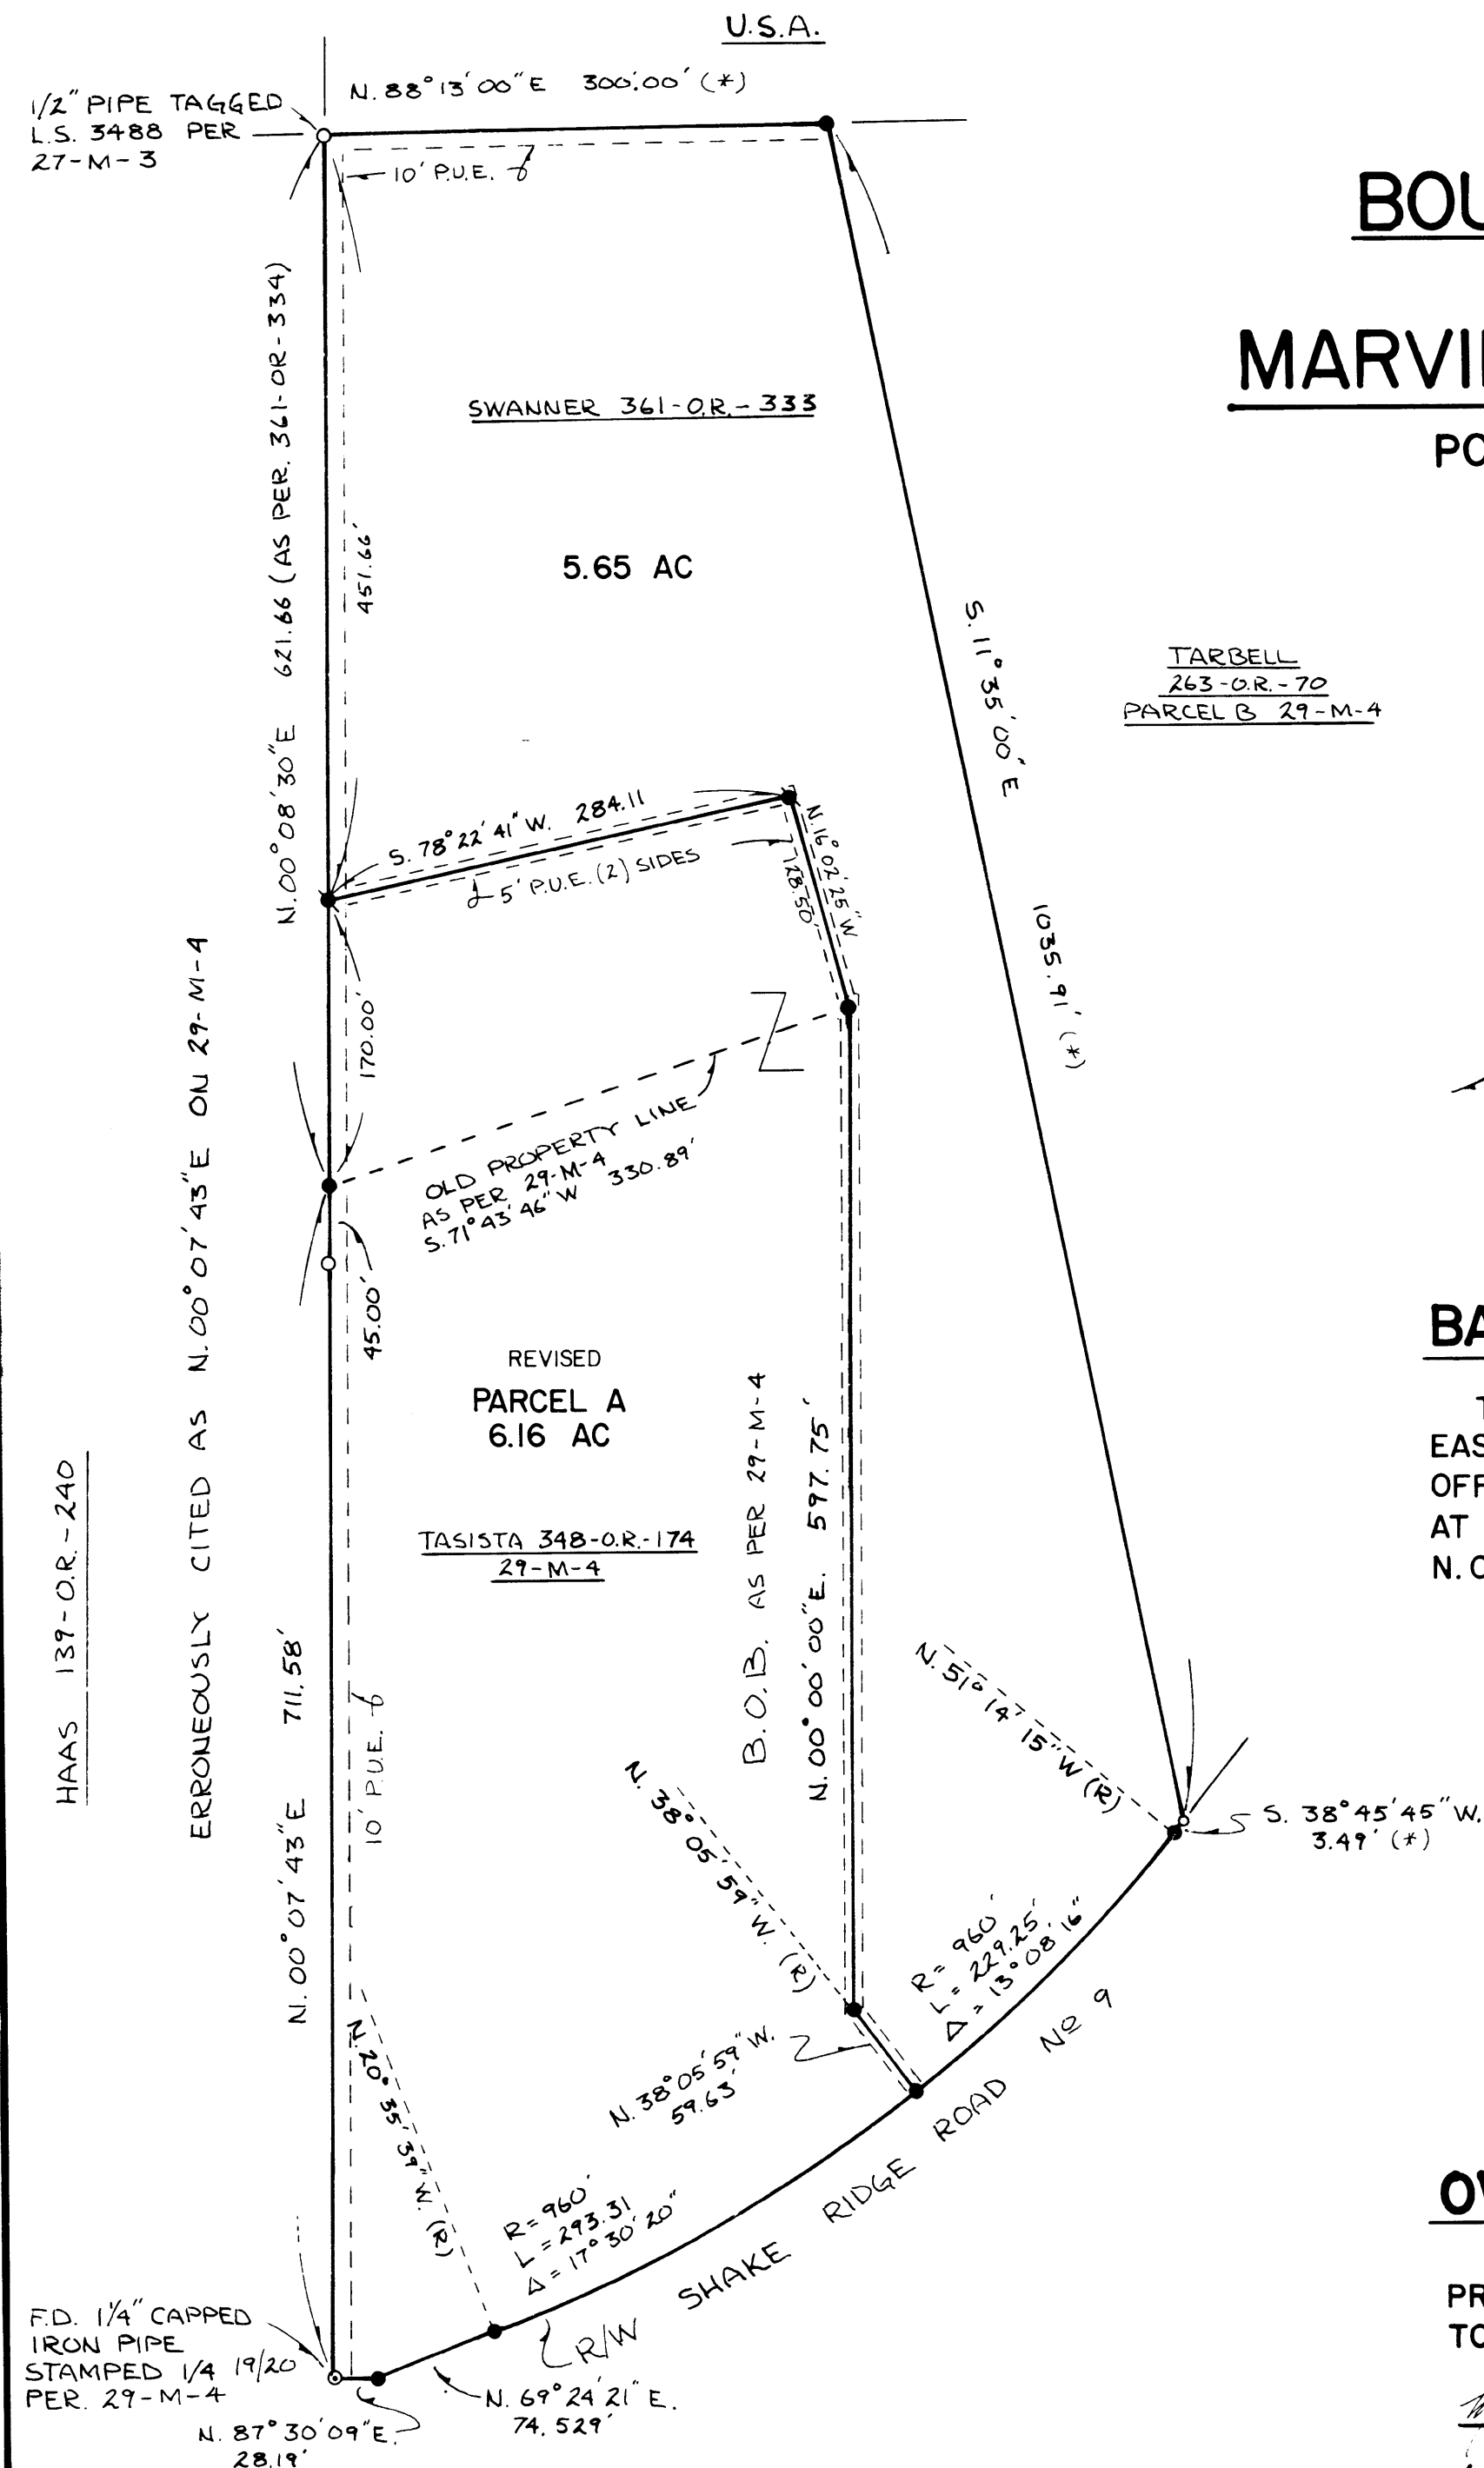 U.S.A.
N. 88° 13' 00" E 300.00' (*)
1/2" PIPE TAGGED
L.S. 3488 PER
27-M-3
10' P.U.E.
BOU
MARVI
PO
SWANNER 361-O.R.-333
5.65 AC
N. 00° 08' 30" E 621.66 (AS PER. 361-OR-334)
451.66'
S. 11° 35' 00" E
1035.91' (*)
TARBELL
263-O.R.-70
PARCEL B 29-M-4
S. 78° 22' 41" W. 284.11
5' P.U.E. (2) SIDES
N. 16° 02' 25" W
128.50'
170.00'
OLD PROPERTY LINE
AS PER 29-M-4
S. 71° 43' 46" W 330.89'
45.00'
ERRONEOUSLY CITED AS N. 00° 07' 43" E ON 29-M-4
HAAS 139-O.R.-240
REVISED
PARCEL A
6.16 AC
TASISTA 348-O.R.-174
29-M-4
B.O.B. AS PER 29-M-4
N. 00° 00' 00" E. 597.75'
BA
T
EAS
OFF
AT
N. O
N. 00° 07' 43" E 711.58'
10' P.U.E.
N. 51° 14' 15" W (R)
S. 38° 45' 45" W.
3.49' (*)
N. 38° 05' 59" W. (R)
R= 960'
L= 229.25'
Δ= 13° 08' 16"
N. 38° 05' 59" W.
59.63'
N. 20° 35' 39" W. (R)
R= 960'
L= 293.31
Δ= 17° 30' 20"
R/W SHAKE RIDGE ROAD Nº 9
F.D. 1/4" CAPPED
IRON PIPE
STAMPED 1/4 19/20
PER. 29-M-4
N. 87° 30' 09" E.
28.19'
N. 69° 24' 21" E.
74.529'
OW
PR
TO